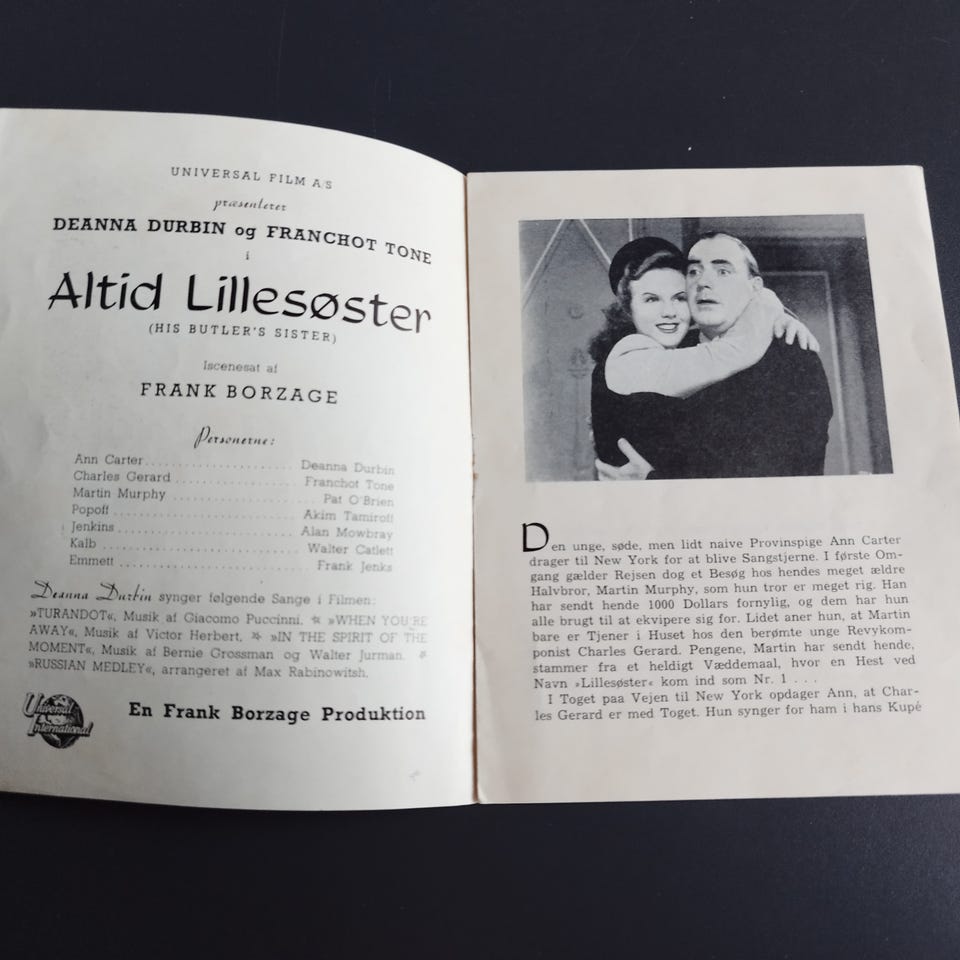 UNIVERSAL FILM A/S
præsenterer
DEANNA DURBIN og FRANCHOT TONE
i
Altid Lillesøster
(HIS BUTLER'S SISTER)
Iscenesat af
FRANK BORZAGE
Personerne:
Ann Carter . . . . . . . . . . . . . . . . . . . . . . Deanna Durbin
Charles Gerard . . . . . . . . . . . . . . . . . . . . Franchot Tone
Martin Murphy . . . . . . . . . . . . . . . . . . . . . . Pat O'Brien
Popoff . . . . . . . . . . . . . . . . . . . . . . . . . . Akim Tamiroff
Jenkins . . . . . . . . . . . . . . . . . . . . . . . . . . Alan Mowbray
Kalb . . . . . . . . . . . . . . . . . . . . . . . . . . . . Walter Catlett
Emmett . . . . . . . . . . . . . . . . . . . . . . . . . . Frank Jenks
Deanna Durbin synger følgende Sange i Filmen:
»TURANDOT«, Musik af Giacomo Puccinni. ☆ »WHEN YOU'RE
AWAY«, Musik af Victor Herbert, ☆ »IN THE SPIRIT OF THE
MOMENT«, Musik af Bernie Grossman og Walter Jurman. ☆
»RUSSIAN MEDLEY«, arrangeret af Max Rabinowitsh.
Universal
International
En Frank Borzage Produktion
Den unge, søde, men lidt naive Provinspige Ann Carter
drager til New York for at blive Sangstjerne. I første Om-
gang gælder Rejsen dog et Besøg hos hendes meget ældre
Halvbror, Martin Murphy, som hun tror er meget rig. Han
har sendt hende 1000 Dollars fornylig, og dem har hun
alle brugt til at ekvipere sig for. Lidet aner hun, at Martin
bare er Tjener i Huset hos den berømte unge Revykom-
ponist Charles Gerard. Pengene, Martin har sendt hende,
stammer fra et heldigt Væddemaal, hvor en Hest ved
Navn »Lillesøster« kom ind som Nr. 1 . . .
I Toget paa Vejen til New York opdager Ann, at Char-
les Gerard er med Toget. Hun synger for ham i hans Kupé